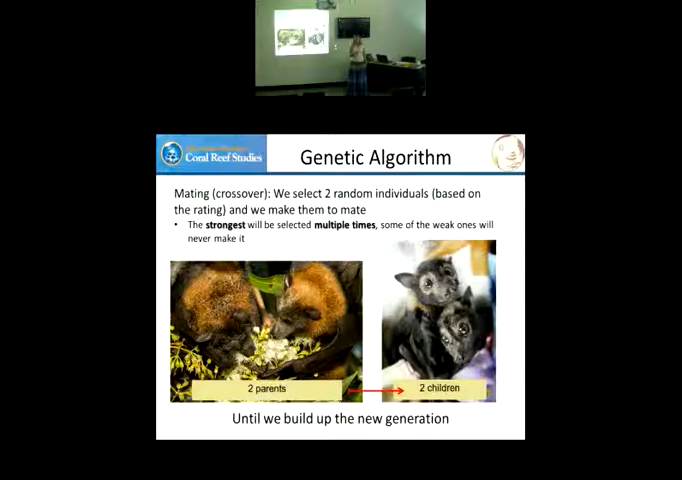 Coral Reef Studies
Genetic Algorithm
Mating (crossover): We select 2 random individuals (based on
the rating) and we make them to mate
• The strongest will be selected multiple times, some of the weak ones will
never make it
2 parents
2 children
Until we build up the new generation